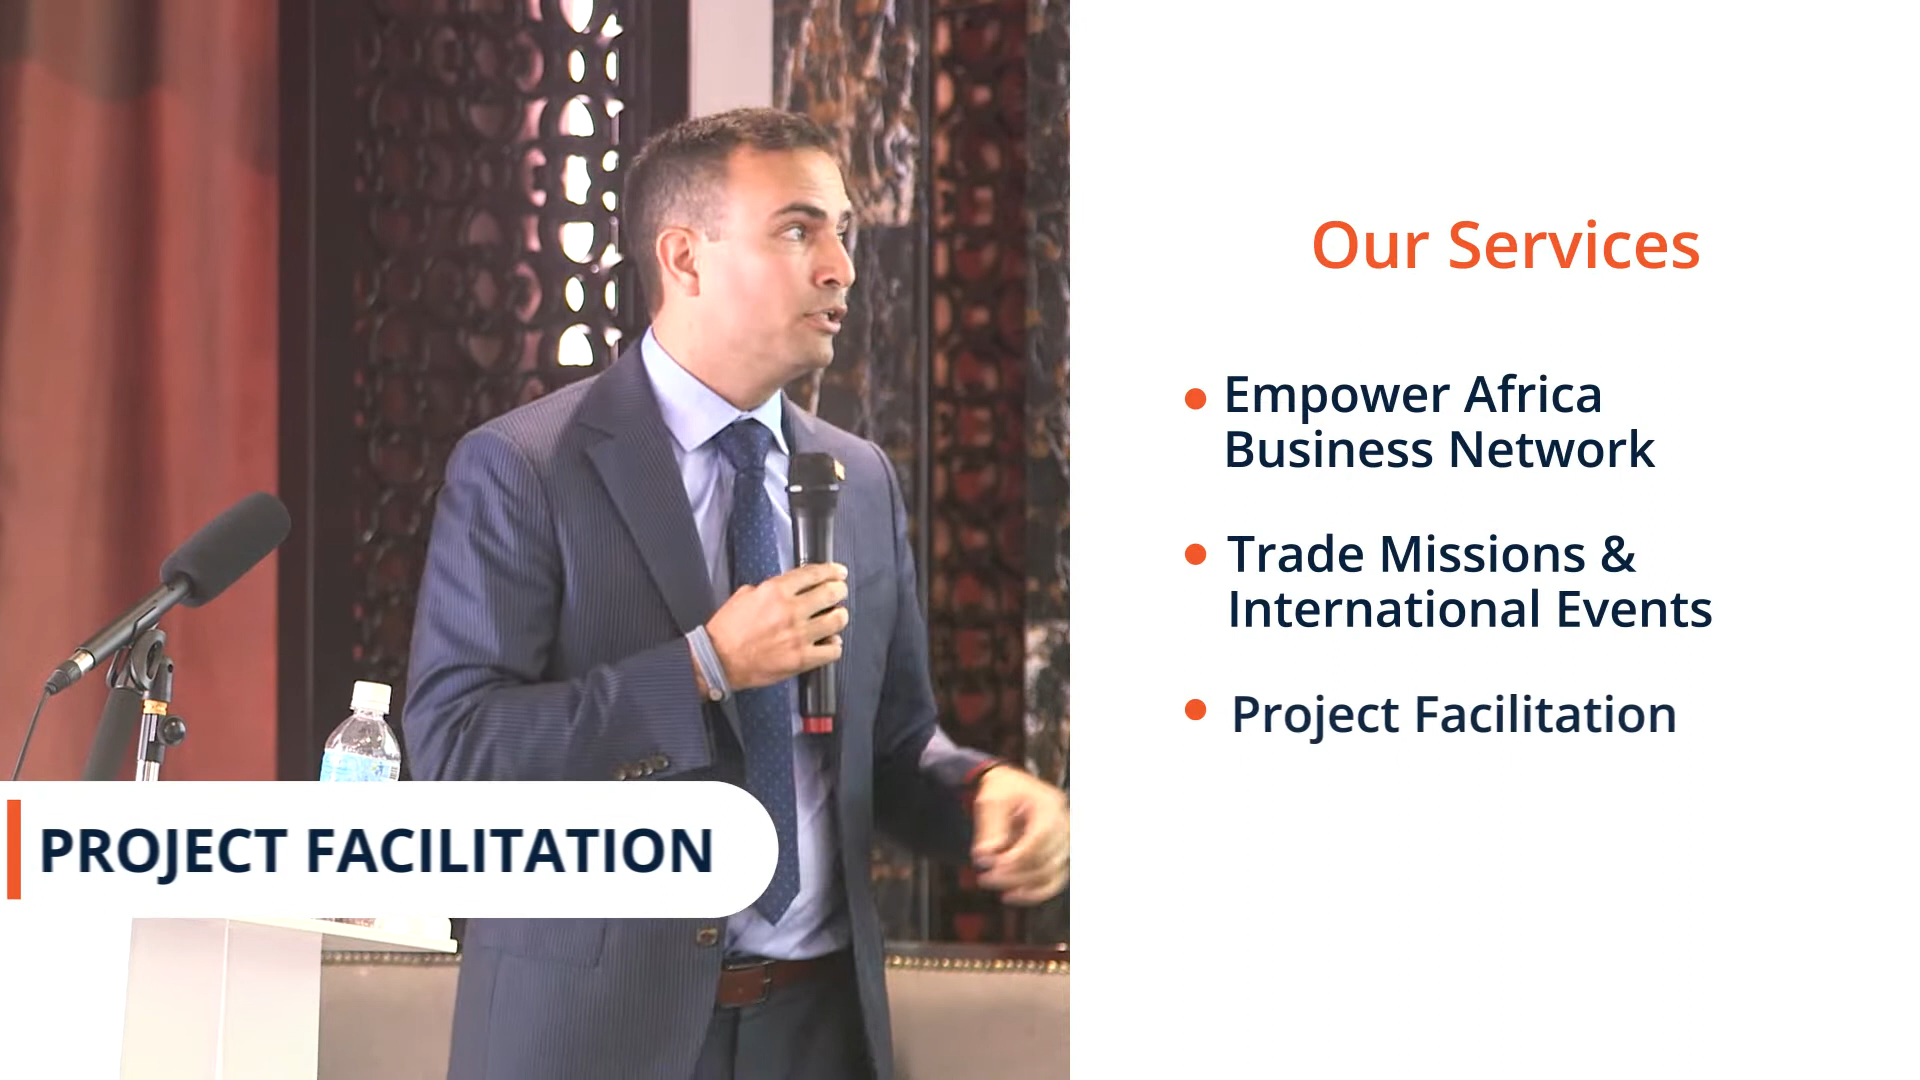 Our Services
Empower Africa
Business Network
Trade Missions &
International Events
Project Facilitation
PROJECT FACILITATION